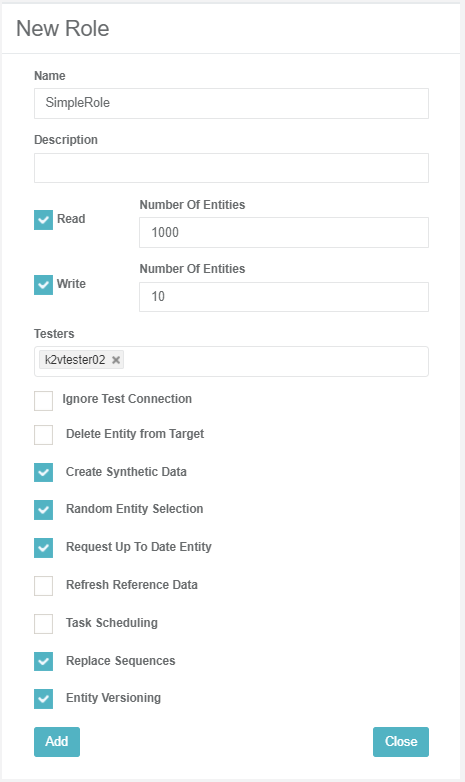 New Role
Name
SimpleRole
Description
Number Of Entities
Read
1000
Number Of Entities
Write
10
Testers
k2vtester02 ×
Ignore Test Connection
Delete Entity from Target
Create Synthetic Data
Random Entity Selection
Request Up To Date Entity
Refresh Reference Data
Task Scheduling
Replace Sequences
Entity Versioning
Add Close